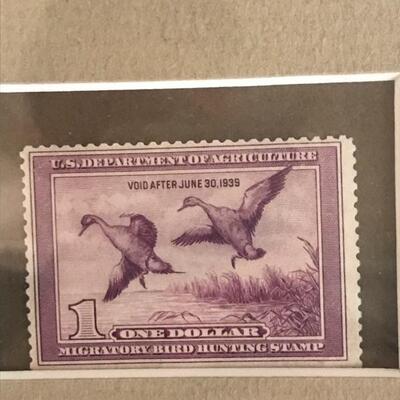 U.S. DEPARTMENT OF AGRICULTURE
VOID AFTER JUNE 30, 1939
1
ONE DOLLAR
MIGRATORY BIRD HUNTING STAMP